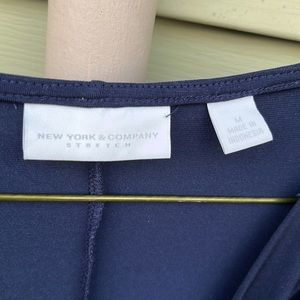 NEW YORK & COMPANY
STRETCH
M
MADE IN
INDONESIA